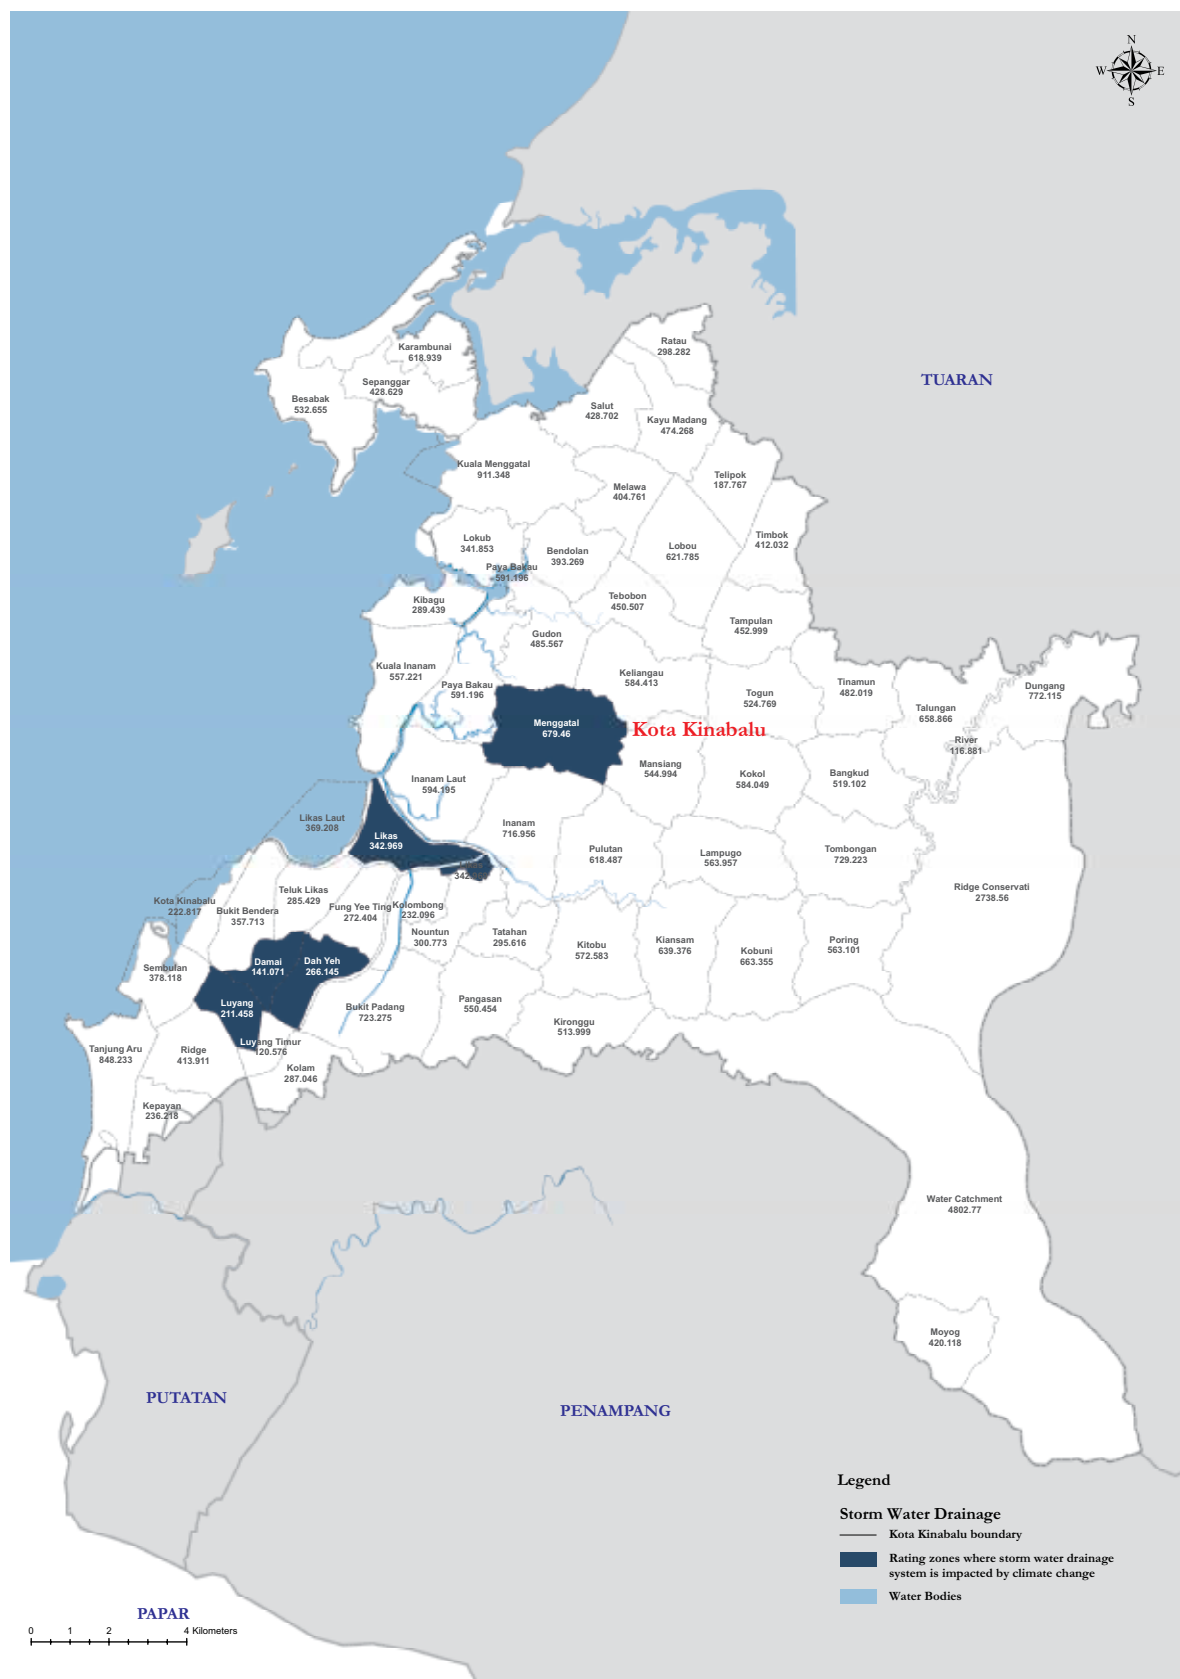 N
W E
S
TUARAN
Ratau
298.282
Karambunai
618.939
Sepanggar
428.629
Besabak
532.655
Salut
428.702
Kayu Madang
474.268
Kuala Menggatal
911.348
Telipok
187.767
Melawa
404.761
Lokub
341.853
Bendolan
393.269
Lobou
621.785
Timbok
412.032
Paya Bakau
591.196
Kibagu
289.439
Tebobon
450.507
Tampulan
452.999
Gudon
485.567
Kuala Inanam
557.221
Paya Bakau
591.196
Keliangau
584.413
Togun
524.769
Tinamun
482.019
Talungan
658.866
Dungang
772.115
River
116.881
Menggatal
679.46
Kota Kinabalu
Mansiang
544.994
Kokol
584.049
Bangkud
519.102
Inanam Laut
594.195
Likas Laut
369.208
Likas
342.969
Inanam
716.956
Pulutan
618.487
Lampugo
563.957
Tombongan
729.223
Ridge Conservati
2738.56
Kota Kinabalu
222.817
Bukit Bendera
357.713
Teluk Likas
285.429
Fung Yee Ting
272.404
Kolombong
232.096
Nountun
300.773
Tatahan
295.616
Kitobu
572.583
Kiansam
639.376
Kobuni
663.355
Poring
563.101
Sembulan
378.118
Damai
141.071
Dah Yeh
266.145
Luyang
211.458
Bukit Padang
723.275
Pangasan
550.454
Kironggu
513.999
Tanjung Aru
848.233
Ridge
413.911
Luyang Timur
120.576
Kolam
287.046
Kepayan
236.218
Water Catchment
4802.77
Moyog
420.118
PUTATAN
PENAMPANG
PAPAR
0 1 2 4 Kilometers
Legend
Storm Water Drainage
Kota Kinabalu boundary
Rating zones where storm water drainage
system is impacted by climate change
Water Bodies